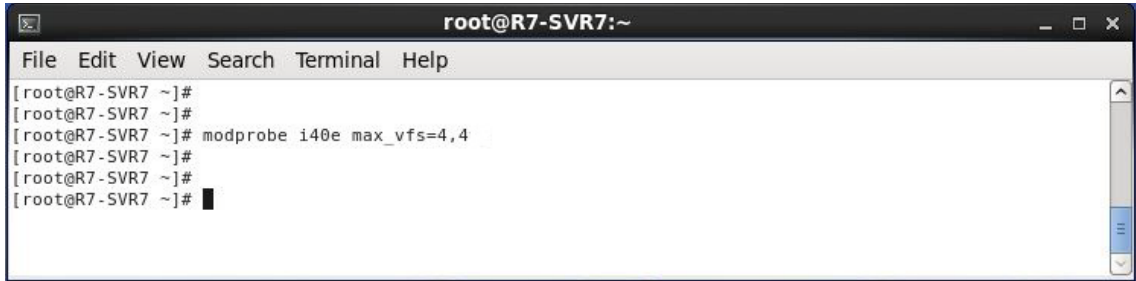 root@R7-SVR7:~
File Edit View Search Terminal Help
[root@R7-SVR7 ~]#
[root@R7-SVR7 ~]#
[root@R7-SVR7 ~]# modprobe i40e max_vfs=4,4
[root@R7-SVR7 ~]#
[root@R7-SVR7 ~]#
[root@R7-SVR7 ~]#